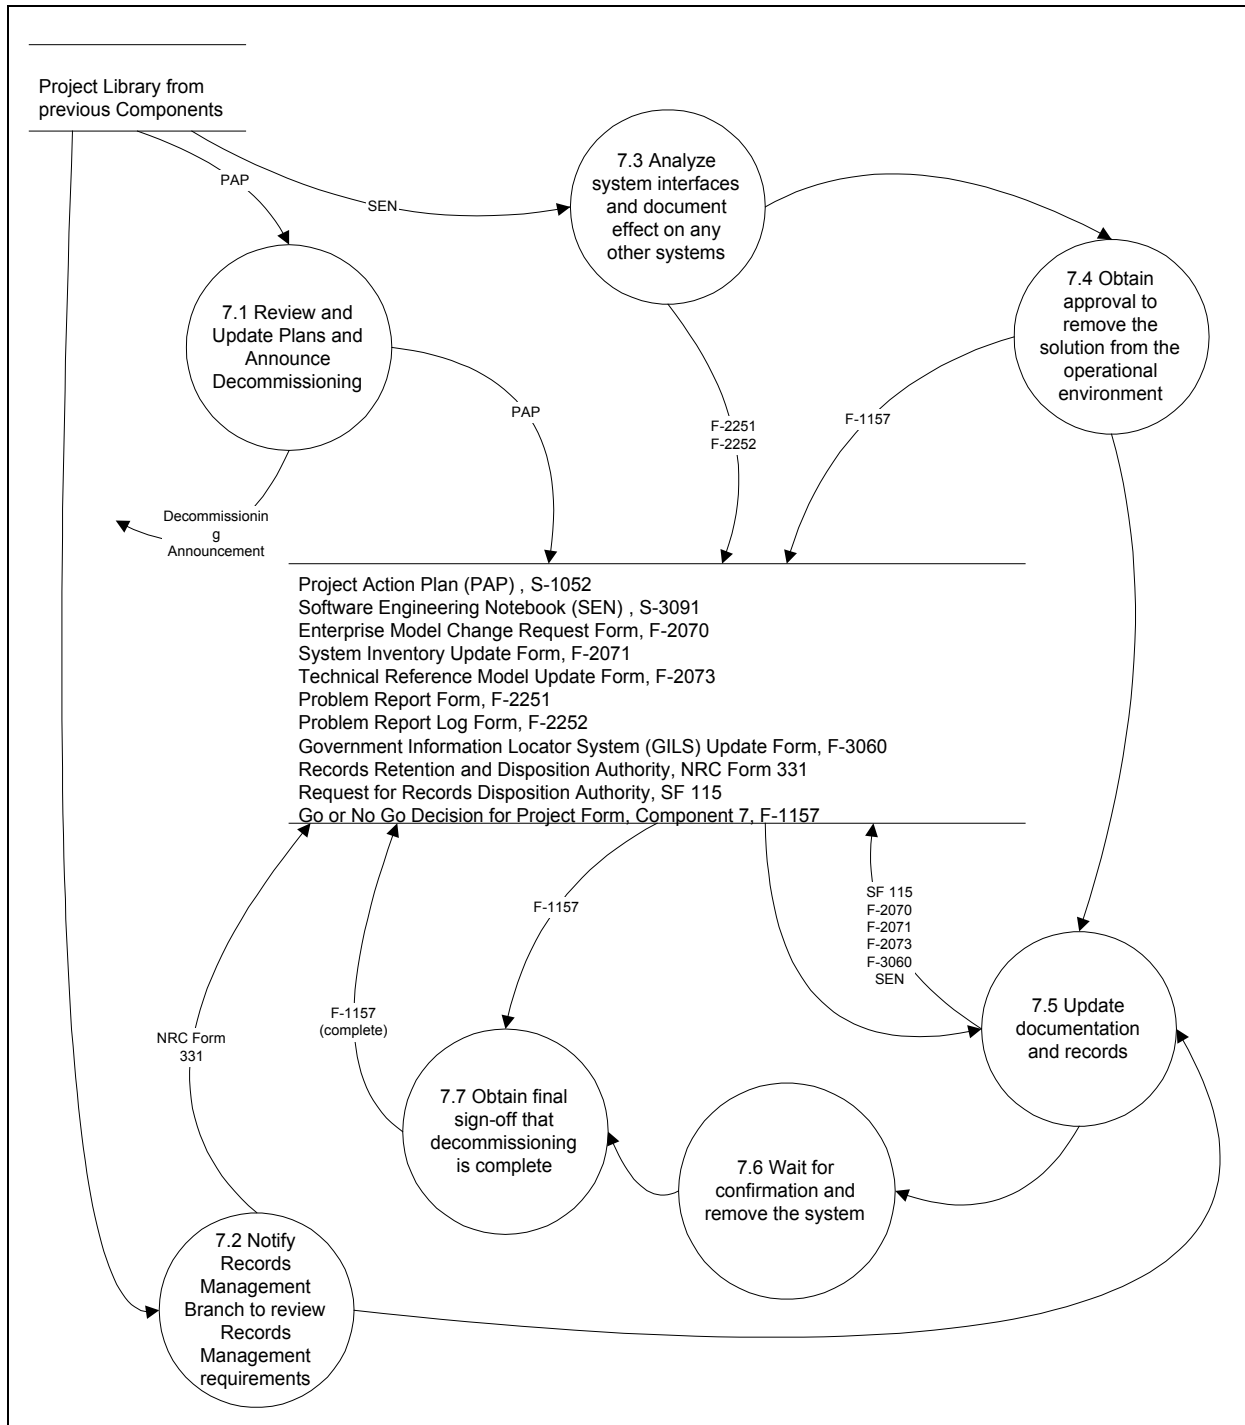 Project Library from
previous Components
PAP
SEN
7.3 Analyze
system interfaces
and document
effect on any
other systems
7.4 Obtain
approval to
remove the
solution from the
operational
environment
7.1 Review and
Update Plans and
Announce
Decommissioning
PAP
F-2251
F-2252
F-1157
Decommissionin
g
Announcement
Project Action Plan (PAP) , S-1052
Software Engineering Notebook (SEN) , S-3091
Enterprise Model Change Request Form, F-2070
System Inventory Update Form, F-2071
Technical Reference Model Update Form, F-2073
Problem Report Form, F-2251
Problem Report Log Form, F-2252
Government Information Locator System (GILS) Update Form, F-3060
Records Retention and Disposition Authority, NRC Form 331
Request for Records Disposition Authority, SF 115
Go or No Go Decision for Project Form, Component 7, F-1157
F-1157
SF 115
F-2070
F-2071
F-2073
F-3060
SEN
F-1157
(complete)
NRC Form
331
7.5 Update
documentation
and records
7.7 Obtain final
sign-off that
decommissioning
is complete
7.6 Wait for
confirmation and
remove the system
7.2 Notify
Records
Management
Branch to review
Records
Management
requirements